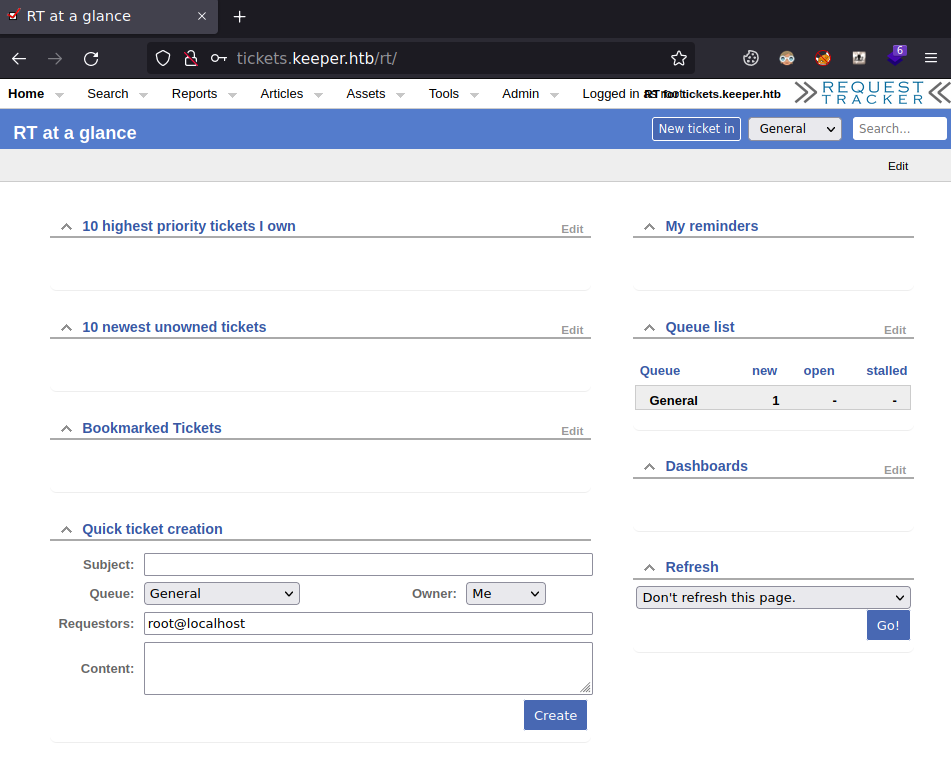 RT at a glance
6
tickets.keeper.htb/rt/
Home Search Reports Articles Assets Tools Admin Logged in as root RT for tickets.keeper.htb REQUEST TRACKER
RT at a glance New ticket in General Search...
Edit
10 highest priority tickets I own Edit
My reminders
10 newest unowned tickets Edit
Queue list Edit
Queue new open stalled
General 1 - -
Bookmarked Tickets Edit
Dashboards Edit
Quick ticket creation
Subject:
Queue: General Owner: Me
Requestors: root@localhost
Content:
Create
Refresh
Don't refresh this page.
Go!